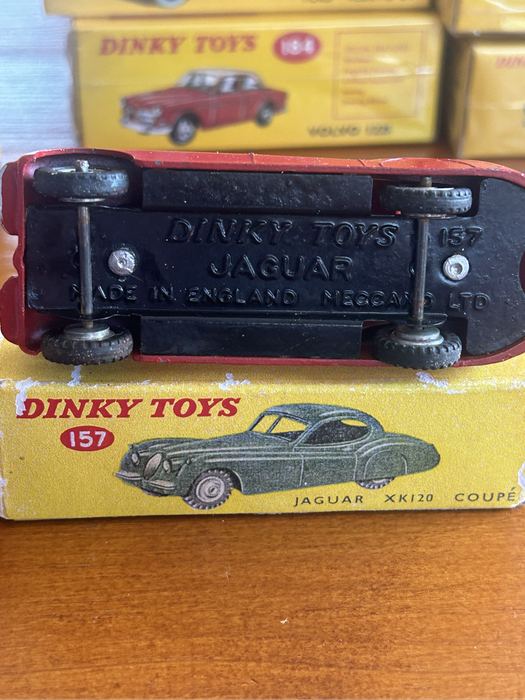 DINKY TOYS 184
VOLVO 122S
DINKY TOYS 157
JAGUAR
MADE IN ENGLAND MECCANO LTD
DINKY TOYS
157
JAGUAR XK120 COUPÉ